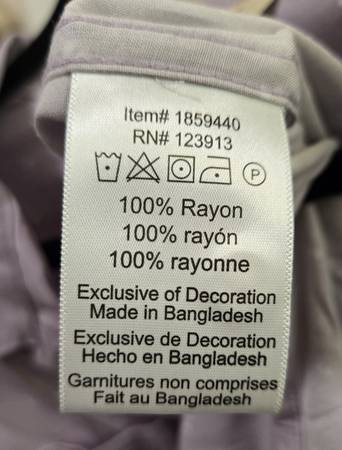 Item# 1859440
RN# 123913
P
100% Rayon
100% rayón
100% rayonne
Exclusive of Decoration
Made in Bangladesh
Exclusive de Decoration
Hecho en Bangladesh
Garnitures non comprises
Fait au Bangladesh